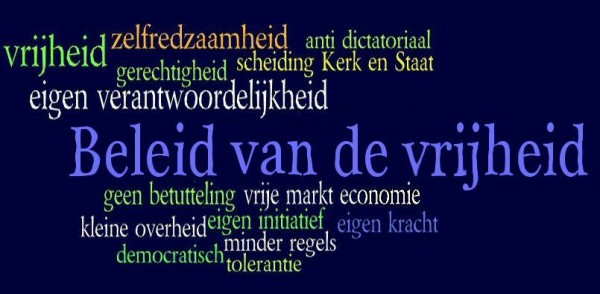 vrijheid
zelfredzaamheid
anti dictatoriaal
gerechtigheid
scheiding Kerk en Staat
eigen verantwoordelijkheid
Beleid van de vrijheid
geen betutteling
vrije markt economie
kleine overheid
eigen initiatief
eigen kracht
minder regels
democratisch
tolerantie